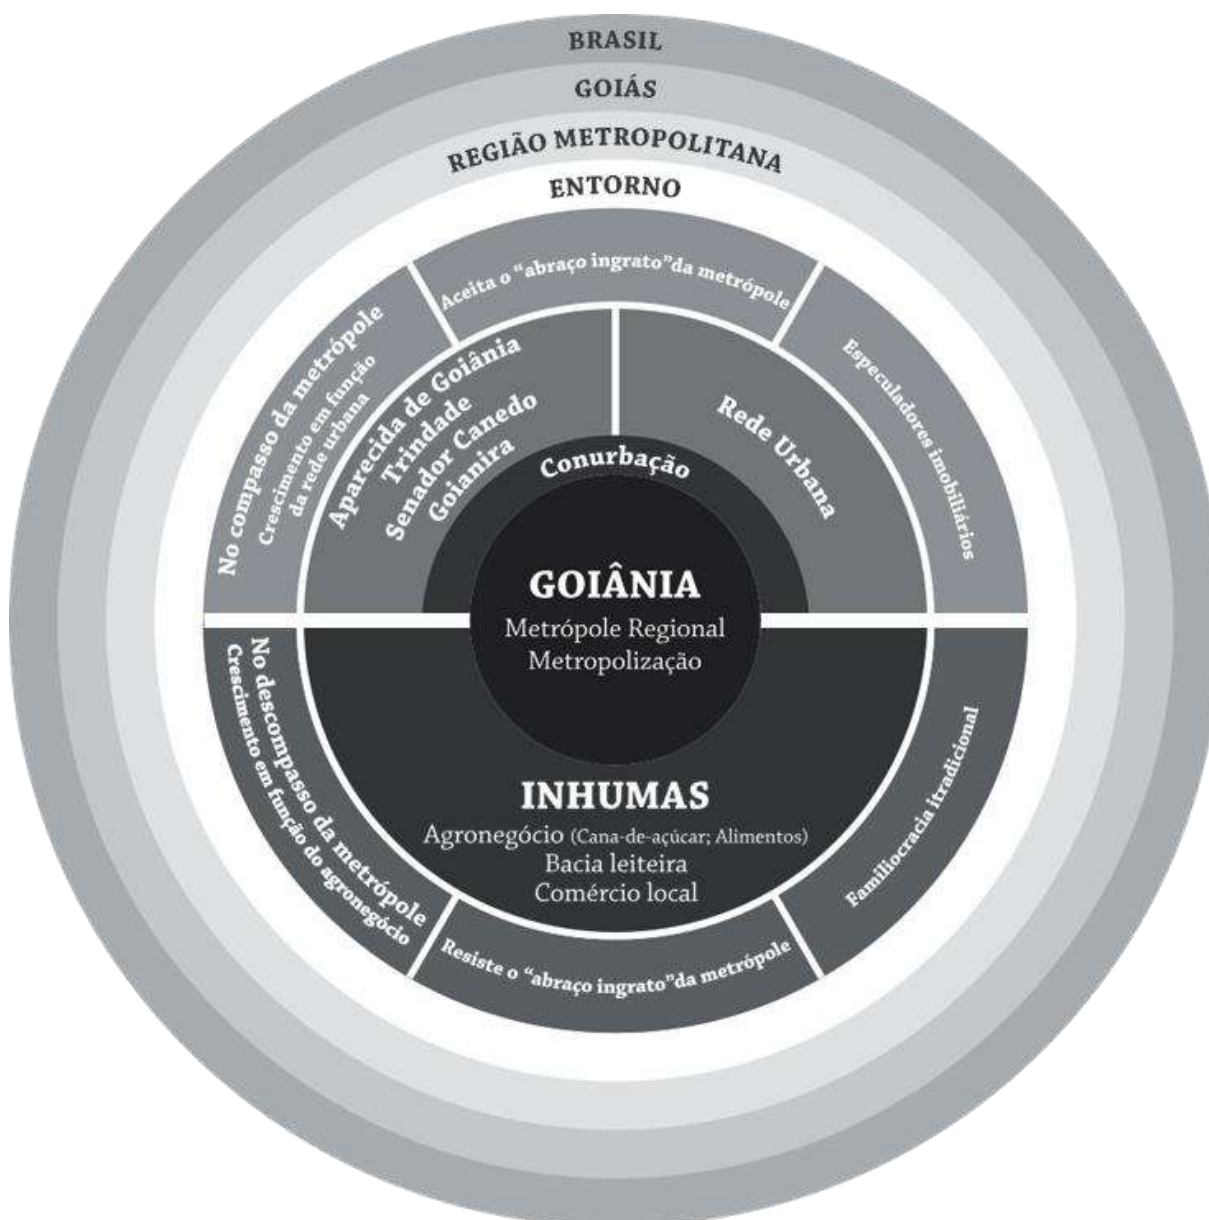 BRASIL
GOIÁS
REGIÃO METROPOLITANA
ENTORNO
Aceita o “abraço ingrato”da metrópole
No compasso da metrópole
Crescimento em função
da rede urbana
Especuladores imobiliários
Aparecida de Goiânia
Trindade
Senador Canedo
Goianira
Rede Urbana
Conurbação
GOIÂNIA
Metrópole Regional
Metropolização
INHUMAS
Agronegócio (Cana-de-açúcar; Alimentos)
Bacia leiteira
Comércio local
No descompasso da metrópole
Crescimento em função do agronegócio
Resiste o “abraço ingrato”da metrópole
Familiocracia itradicional